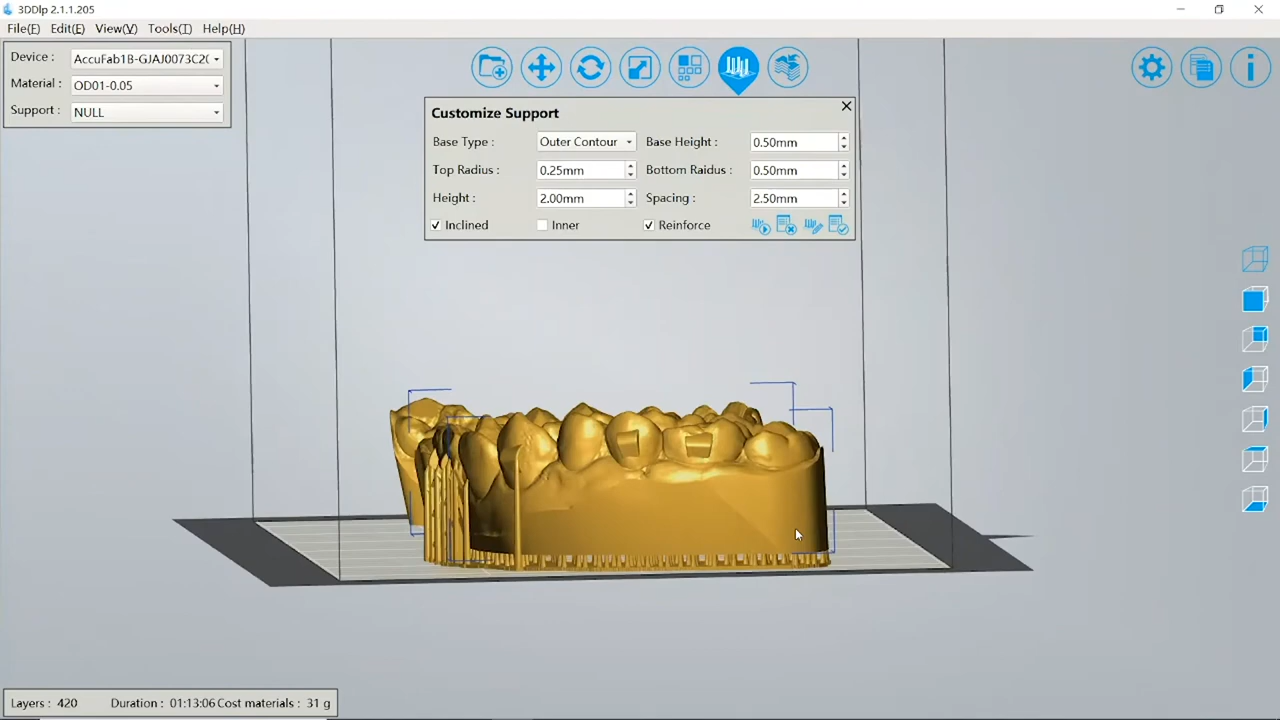 3DDlp 2.1.1.205
File(F) Edit(E) View(V) Tools(T) Help(H)
Device : AccuFab1B-GJAJ0073C2(
Material : OD01-0.05
Support : NULL
Customize Support
Base Type : Outer Contour Base Height : 0.50mm
Top Radius : 0.25mm Bottom Raidus : 0.50mm
Height : 2.00mm Spacing : 2.50mm
Inclined Inner Reinforce
Layers : 420 Duration : 01:13:06 Cost materials : 31 g